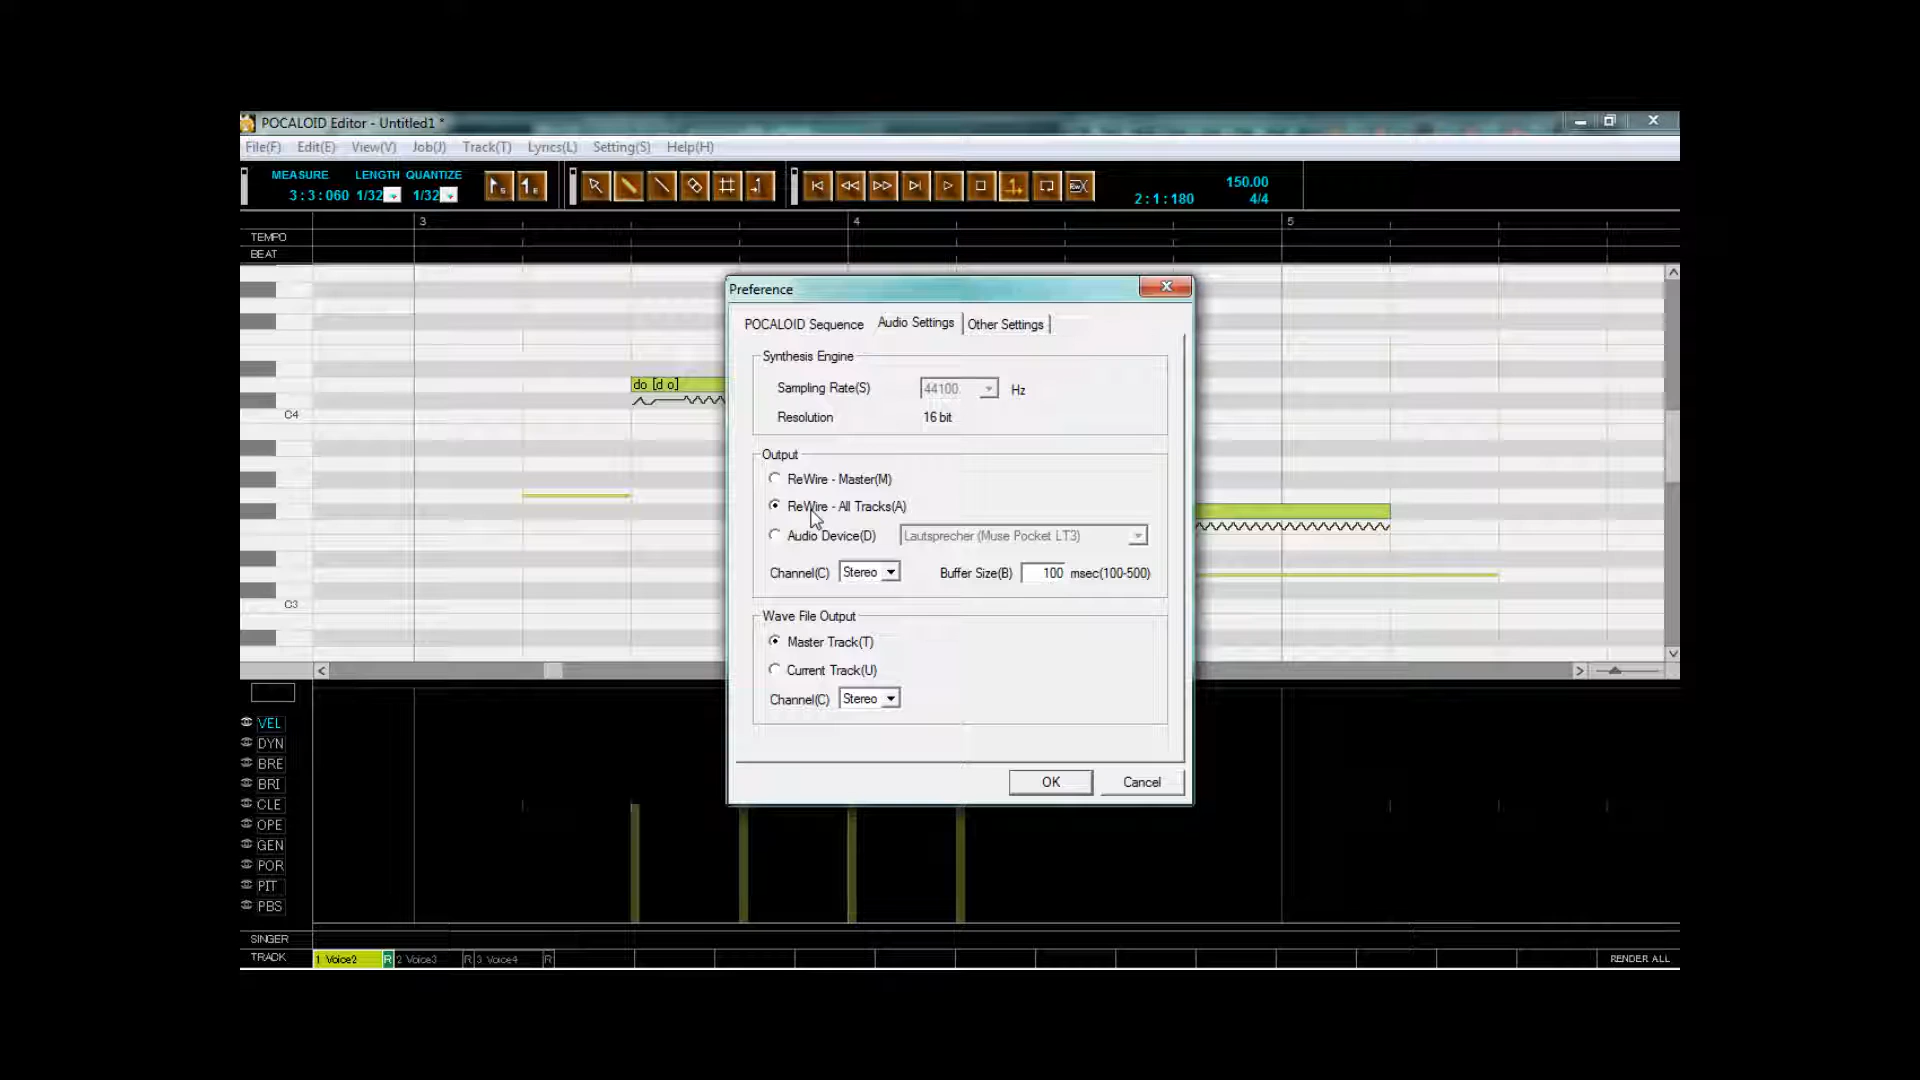 POCALOID Editor - Untitled1 *
File(F) Edit(E) View(V) Job(J) Track(T) Lyrics(L) Setting(S) Help(H)
MEASURE LENGTH QUANTIZE
3 : 3 : 060 1/32 1/32
150.00
2 : 1 : 180 4/4
3 4 5
TEMPO
BEAT
Preference
POCALOID Sequence Audio Settings Other Settings
Synthesis Engine
Sampling Rate(S) 44100. Hz
Resolution 16 bit
do [d o]
C4
Output
ReWire - Master(M)
ReWire - All Tracks(A)
Audio Device(D) Lautsprecher (Muse Pocket LT3)
Channel(C) Stereo Buffer Size(B) 100 msec(100-500)
C3
Wave File Output
Master Track(T)
Current Track(U)
Channel(C) Stereo
OK Cancel
VEL
DYN
BRE
BRI
CLE
OPE
GEN
POR
PIT
PBS
SINGER
TRACK 1 Voice2 R 2 Voice3 R 3 Voice4 R RENDER ALL